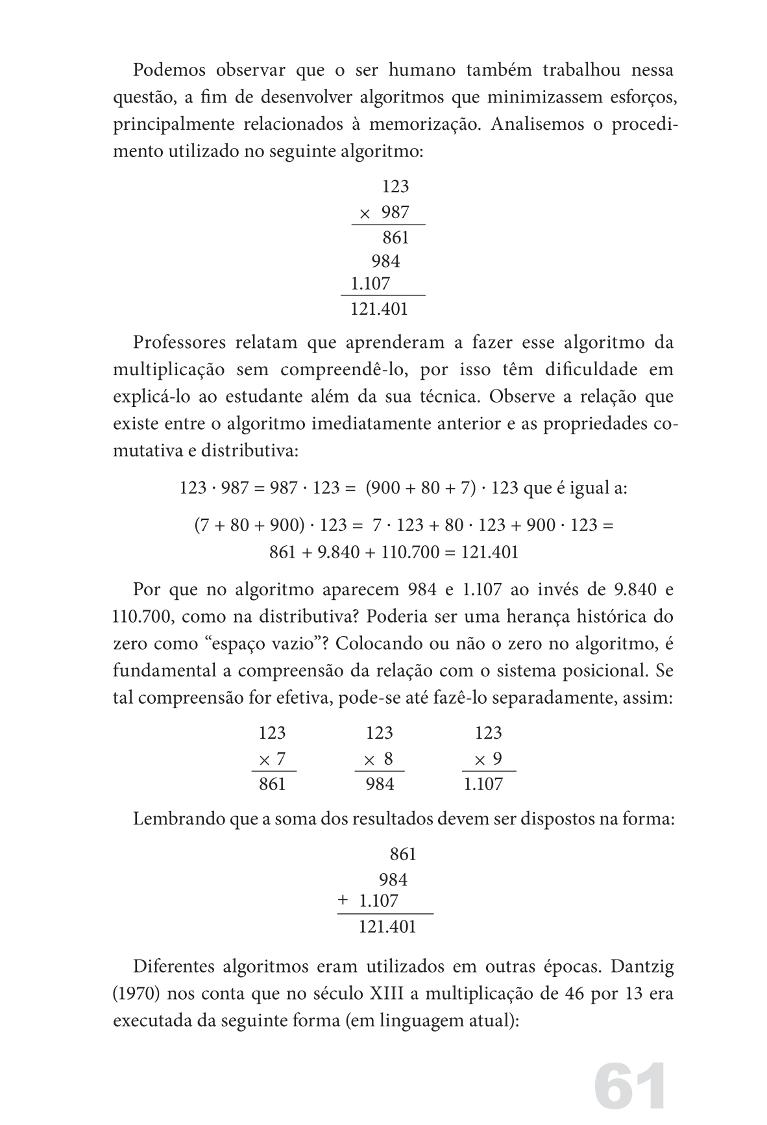 Podemos observar que o ser humano também trabalhou nessa
questão, a fim de desenvolver algoritmos que minimizassem esforços,
principalmente relacionados à memorização. Analisemos o procedi-
mento utilizado no seguinte algoritmo:
123
× 987
861
984
1.107
121.401
Professores relatam que aprenderam a fazer esse algoritmo da
multiplicação sem compreendê-lo, por isso têm dificuldade em
explicá-lo ao estudante além da sua técnica. Observe a relação que
existe entre o algoritmo imediatamente anterior e as propriedades co-
mutativa e distributiva:
123 · 987 = 987 · 123 = (900 + 80 + 7) · 123 que é igual a:
(7 + 80 + 900) · 123 = 7 · 123 + 80 · 123 + 900 · 123 =
861 + 9.840 + 110.700 = 121.401
Por que no algoritmo aparecem 984 e 1.107 ao invés de 9.840 e
110.700, como na distributiva? Poderia ser uma herança histórica do
zero como “espaço vazio”? Colocando ou não o zero no algoritmo, é
fundamental a compreensão da relação com o sistema posicional. Se
tal compreensão for efetiva, pode-se até fazê-lo separadamente, assim:
123 123 123
× 7 × 8 × 9
861 984 1.107
Lembrando que a soma dos resultados devem ser dispostos na forma:
861
984
+ 1.107
121.401
Diferentes algoritmos eram utilizados em outras épocas. Dantzig
(1970) nos conta que no século XIII a multiplicação de 46 por 13 era
executada da seguinte forma (em linguagem atual):
61